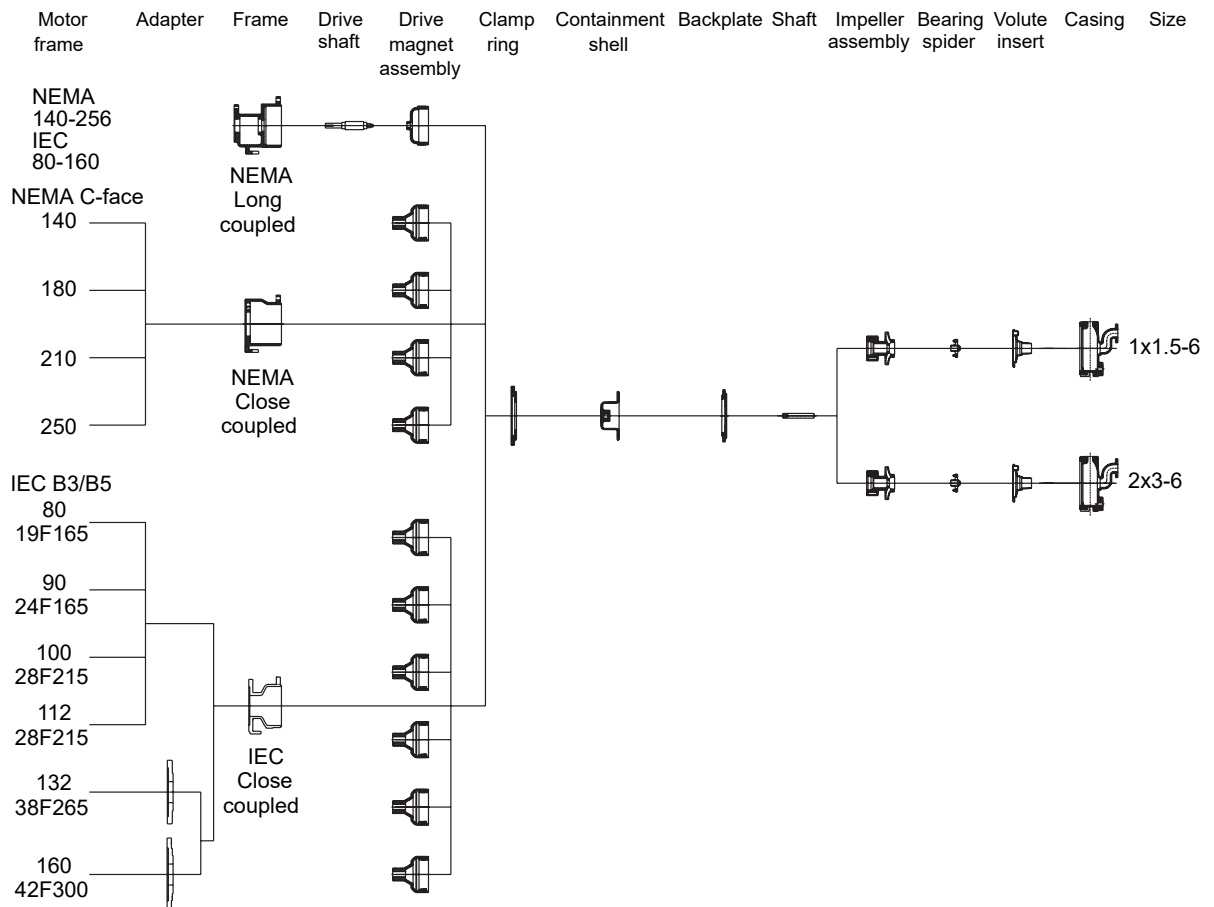 Motor frame
Adapter
Frame
Drive shaft
Drive magnet assembly
Clamp ring
Containment shell
Backplate
Shaft
Impeller assembly
Bearing spider
Volute insert
Casing
Size
NEMA
140-256
IEC
80-160
NEMA
Long
coupled
NEMA C-face
140
180
210
250
NEMA
Close
coupled
1x1.5-6
2x3-6
IEC B3/B5
80
19F165
90
24F165
100
28F215
112
28F215
132
38F265
160
42F300
IEC
Close
coupled